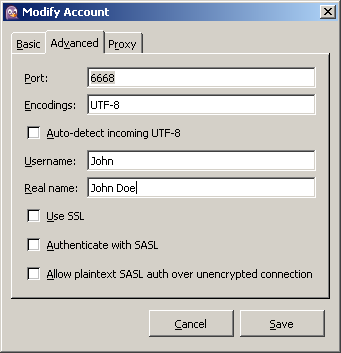 Modify Account
Basic Advanced Proxy
Port: 6668
Encodings: UTF-8
Auto-detect incoming UTF-8
Username: John
Real name: John Doe
Use SSL
Authenticate with SASL
Allow plaintext SASL auth over unencrypted connection
Cancel Save